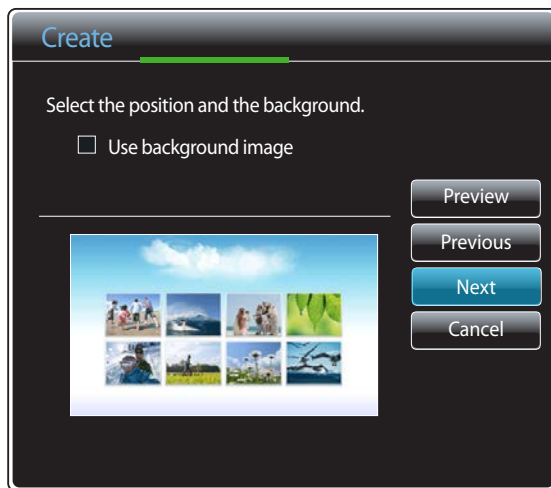 Create
Select the position and the background.
Use background image
Preview
Previous
Next
Cancel